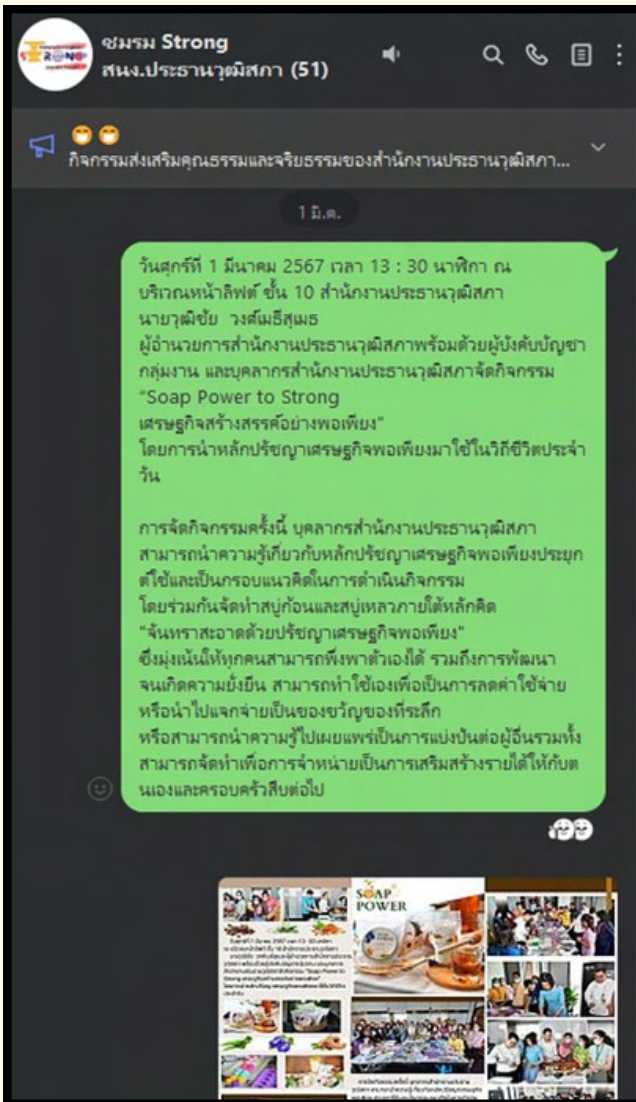 ชมรม Strong
สนง.ประธานวุฒิสภา (51)
กิจกรรมส่งเสริมคุณธรรมและจริยธรรมของสำนักงานประธานวุฒิสภา...
1 มี.ค.
วันศุกร์ที่ 1 มีนาคม 2567 เวลา 13 : 30 นาฬิกา ณ
บริเวณหน้าลิฟต์ ชั้น 10 สำนักงานประธานวุฒิสภา
นายวุฒิชัย วงศ์เมธีสุเมธ
ผู้อำนวยการสำนักงานประธานวุฒิสภาพร้อมด้วยผู้บังคับบัญชา
กลุ่มงาน และบุคลากรสำนักงานประธานวุฒิสภาจัดกิจกรรม
“Soap Power to Strong
เศรษฐกิจสร้างสรรค์อย่างพอเพียง”
โดยการนำหลักปรัชญาเศรษฐกิจพอเพียงมาใช้ในวิถีชีวิตประจำ
วัน
การจัดกิจกรรมครั้งนี้ บุคลากรสำนักงานประธานวุฒิสภา
สามารถนำความรู้เกี่ยวกับหลักปรัชญาเศรษฐกิจพอเพียงประยุก
ต์ใช้และเป็นกรอบแนวคิดในการดำเนินกิจกรรม
โดยร่วมกันจัดทำสบู่ก้อนและสบู่เหลวภายใต้หลักคิด
"จันทราสะอาดด้วยปรัชญาเศรษฐกิจพอเพียง"
ซึ่งมุ่งเน้นให้ทุกคนสามารถพึ่งพาตัวเองได้ รวมถึงการพัฒนา
จนเกิดความยั่งยืน สามารถทำใช้เองเพื่อเป็นการลดค่าใช้จ่าย
หรือนำไปแจกจ่ายเป็นของขวัญของที่ระลึก
หรือสามารถนำความรู้ไปเผยแพร่เป็นการแบ่งปันต่อผู้อื่นรวมทั้ง
สามารถจัดทำเพื่อการจำหน่ายเป็นการเสริมสร้างรายได้ให้กับต
นเองและครอบครัวสืบต่อไป
SOAP
POWER